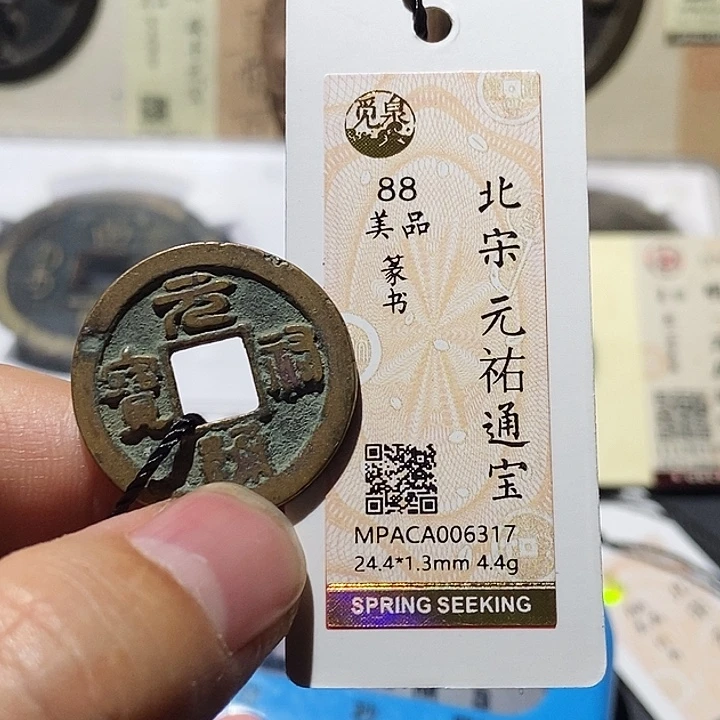 觅泉
88
美品
篆书
北宋 元祐通宝
MPACA006317
24.4*1.3mm 4.4g
SPRING SEEKING
元祐通寳